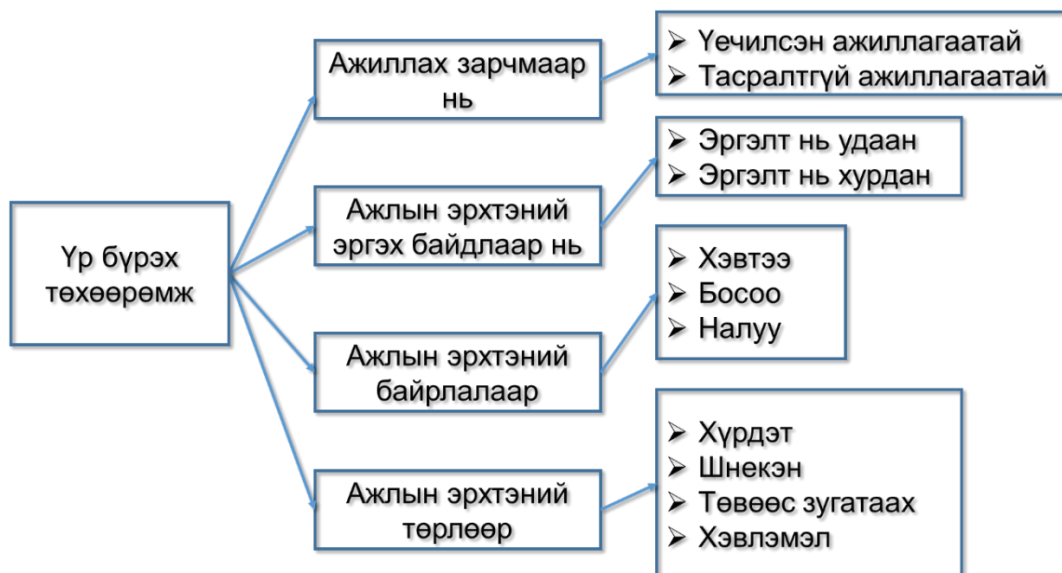 Үр бүрэх
төхөөрөмж
Ажиллах зарчмаар
нь
➢ Үечилсэн ажиллагаатай
➢ Тасралтгүй ажиллагаатай
Ажлын эрхтэний
эргэх байдлаар нь
➢ Эргэлт нь удаан
➢ Эргэлт нь хурдан
Ажлын эрхтэний
байрлалаар
➢ Хэвтээ
➢ Босоо
➢ Налуу
Ажлын эрхтэний
төрлөөр
➢ Хүрдэт
➢ Шнекэн
➢ Төвөөс зугатаах
➢ Хэвлэмэл